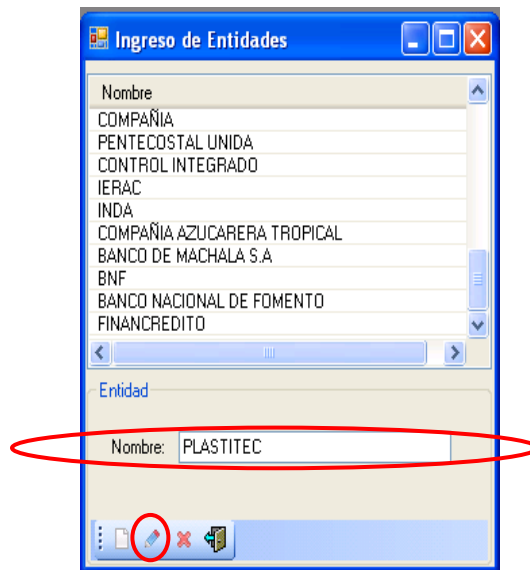 Ingreso de Entidades
Nombre
COMPAÑIA
PENTECOSTAL UNIDA
CONTROL INTEGRADO
IERAC
INDA
COMPAÑIA AZUCARERA TROPICAL
BANCO DE MACHALA S.A
BNF
BANCO NACIONAL DE FOMENTO
FINANCREDITO
Entidad
Nombre: PLASTITEC